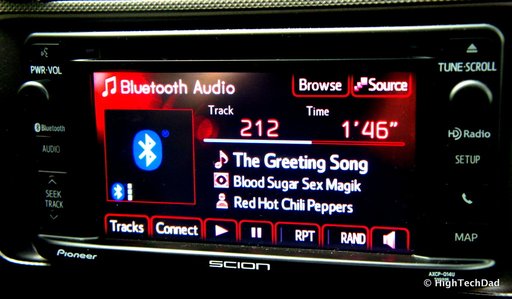 PWR·VOL
TUNE·SCROLL
Bluetooth Audio
Browse
Source
Track
Time
212
1'46"
Bluetooth
HD Radio
AUDIO
SETUP
The Greeting Song
Blood Sugar Sex Magik
Red Hot Chili Peppers
SEEK
TRACK
Tracks
Connect
RPT
RAND
MAP
Pioneer
SCION
AXCP-014U
© HighTechDad